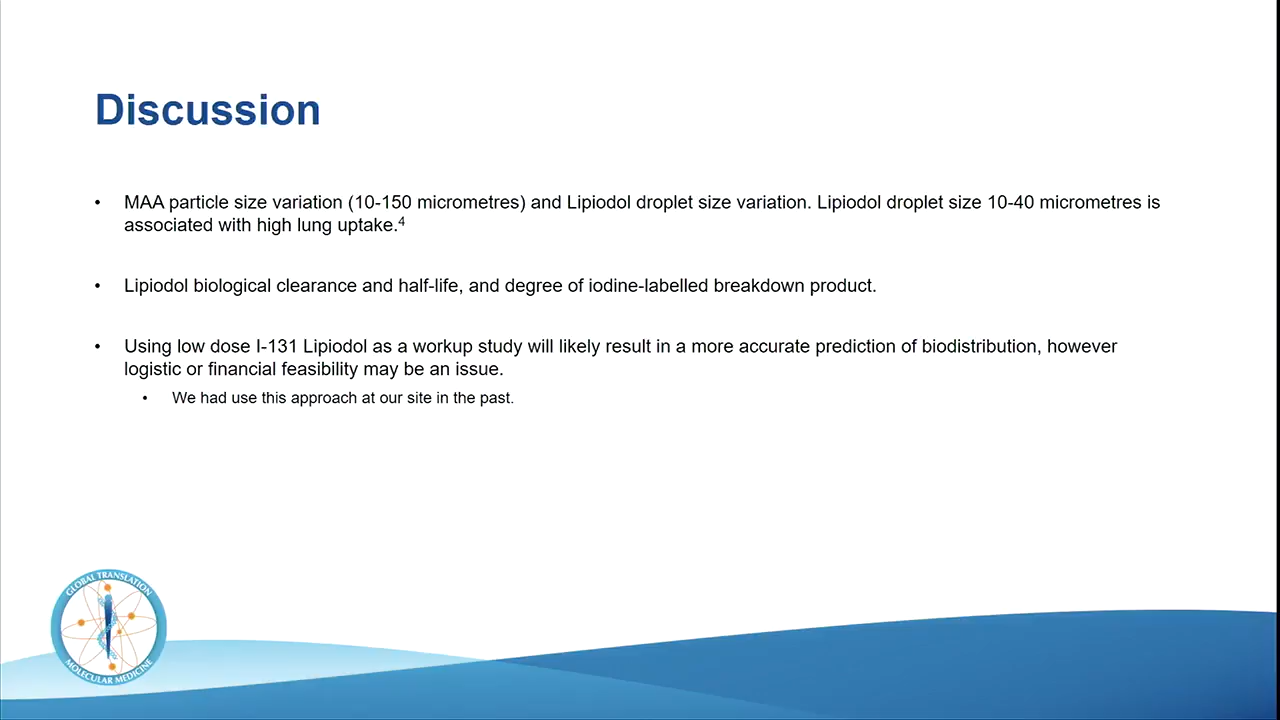 Discussion
• MAA particle size variation (10-150 micrometres) and Lipiodol droplet size variation. Lipiodol droplet size 10-40 micrometres is
associated with high lung uptake.⁴
• Lipiodol biological clearance and half-life, and degree of iodine-labelled breakdown product.
• Using low dose I-131 Lipiodol as a workup study will likely result in a more accurate prediction of biodistribution, however
logistic or financial feasibility may be an issue.
• We had use this approach at our site in the past.
GLOBAL TRANSLATION
MOLECULAR MEDICINE